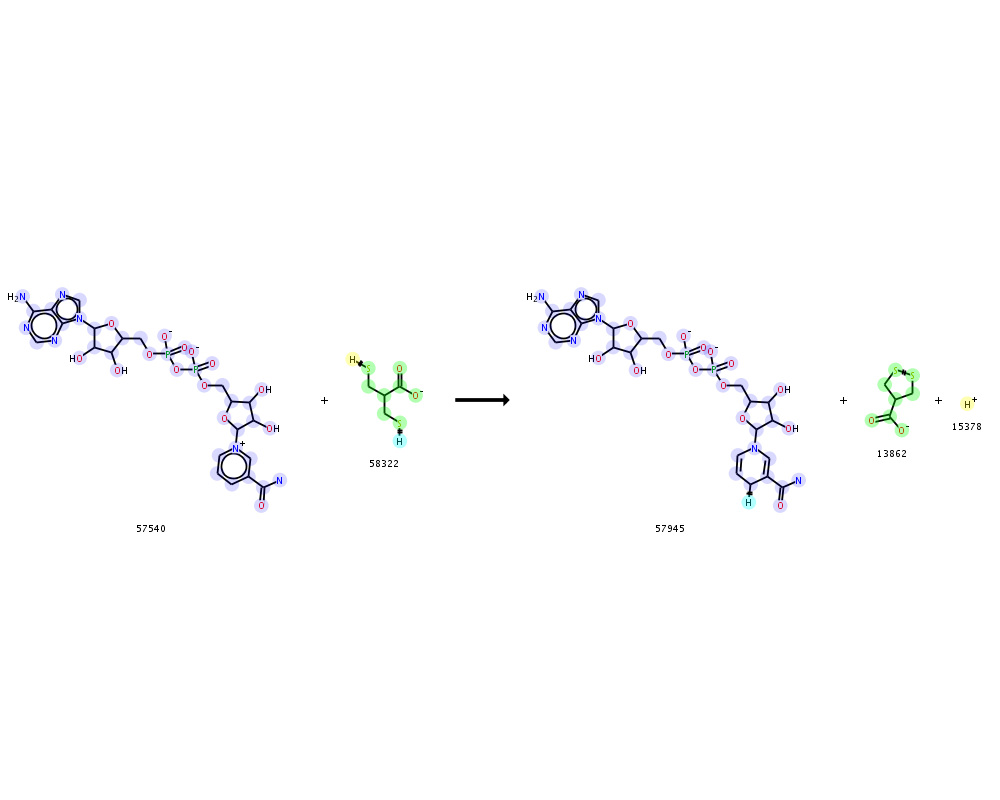 H₂N N N N N O HO OH O O⁻ P O O O⁻ P O O OH O OH N⁺ N O
57540
+
H S O O⁻ S H
58322
H₂N N N N N O HO OH O O⁻ P O O O⁻ P O O OH O OH N N O H
57945
+
S S O O⁻
13862
+
H⁺
15378